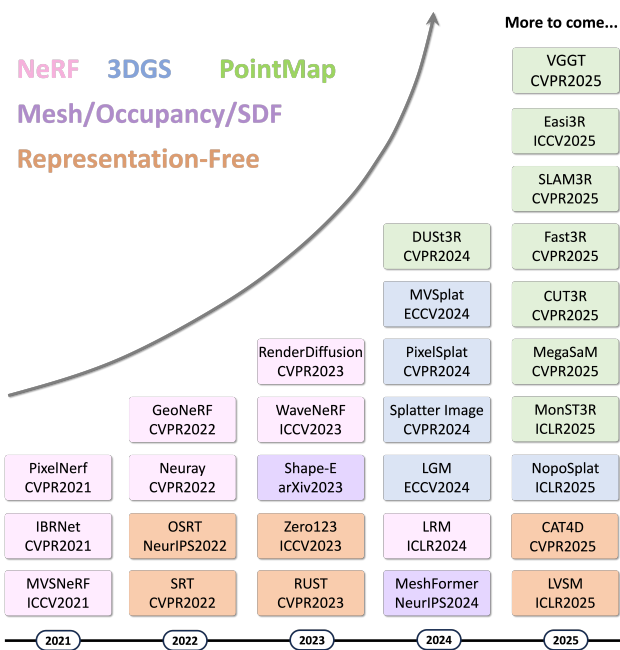 More to come...
NeRF 3DGS PointMap
Mesh/Occupancy/SDF
Representation-Free
PixelNerf
CVPR2021
IBRNet
CVPR2021
MVSNeRF
ICCV2021
GeoNeRF
CVPR2022
Neuray
CVPR2022
OSRT
NeurIPS2022
SRT
CVPR2022
RenderDiffusion
CVPR2023
WaveNeRF
ICCV2023
Shape-E
arXiv2023
Zero123
ICCV2023
RUST
CVPR2023
DUSt3R
CVPR2024
MVSplat
ECCV2024
PixelSplat
CVPR2024
Splatter Image
CVPR2024
LGM
ECCV2024
LRM
ICLR2024
MeshFormer
NeurIPS2024
VGGT
CVPR2025
Easi3R
ICCV2025
SLAM3R
CVPR2025
Fast3R
CVPR2025
CUT3R
CVPR2025
MegaSaM
CVPR2025
MonST3R
ICLR2025
NopoSplat
ICLR2025
CAT4D
CVPR2025
LVSM
ICLR2025
2021 2022 2023 2024 2025